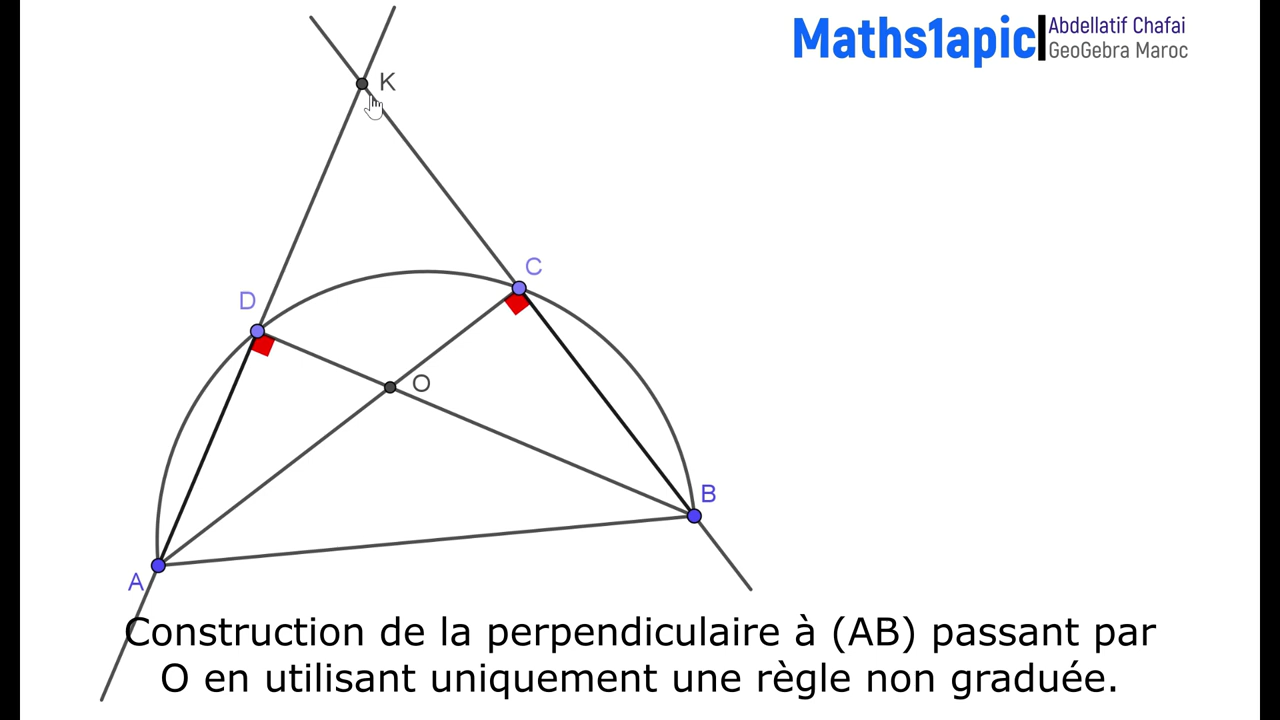 Maths1apic
Abdellatif Chafai
GeoGebra Maroc
K
C
D
O
B
A
Construction de la perpendiculaire à (AB) passant par
O en utilisant uniquement une règle non graduée.